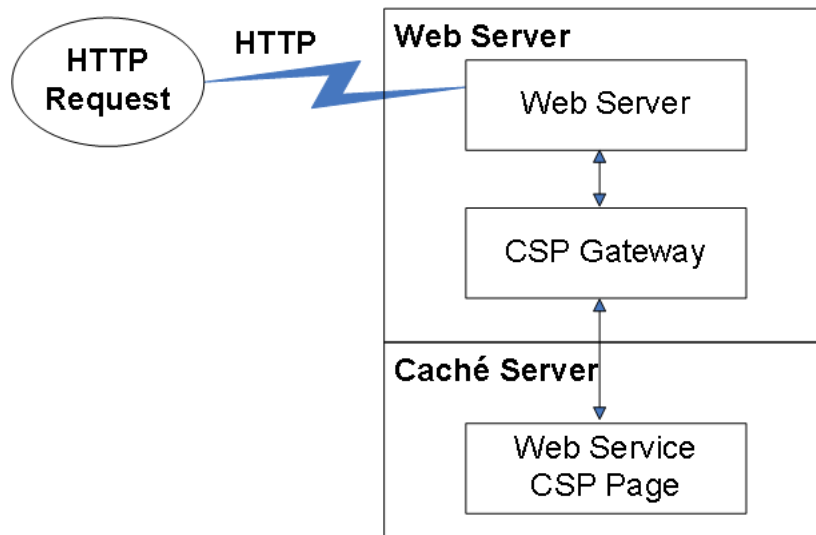 HTTP
Request
HTTP
Web Server
Web Server
CSP Gateway
Caché Server
Web Service
CSP Page